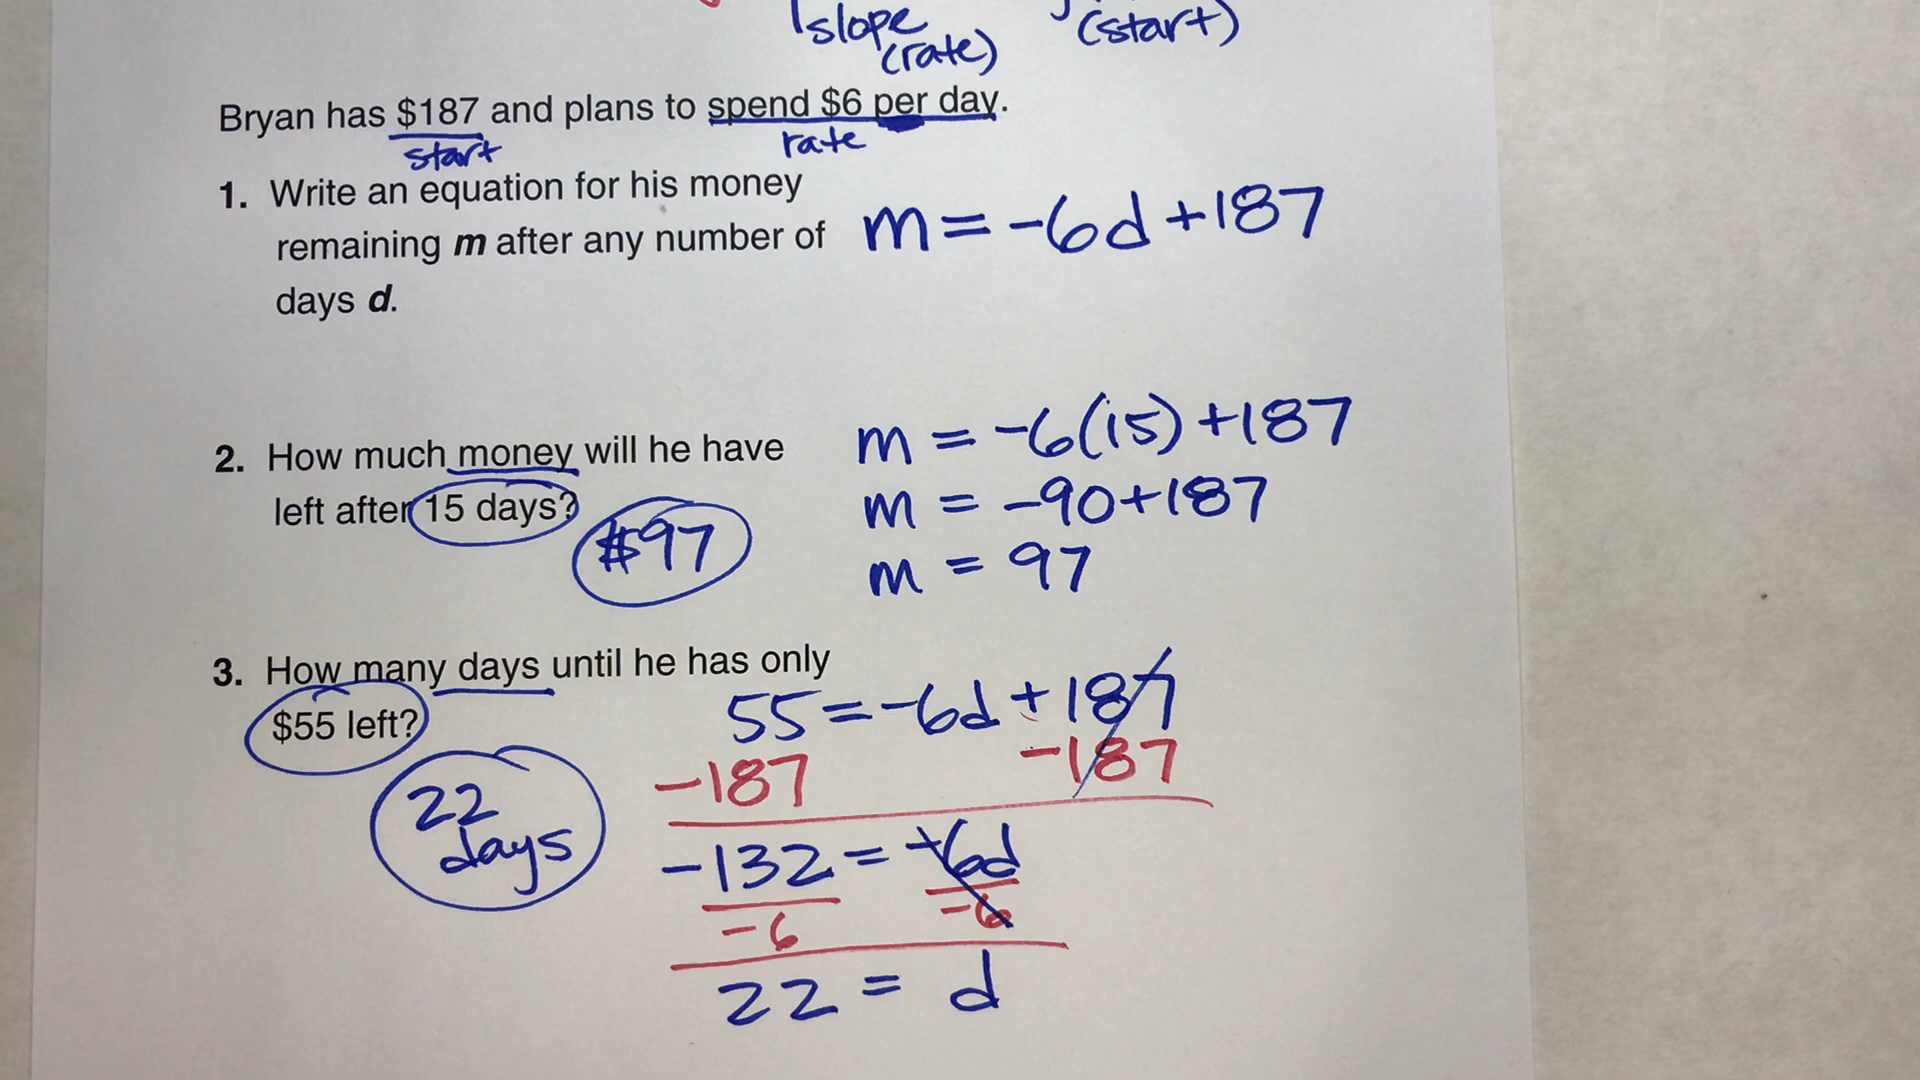 slope (start)
(rate)
Bryan has $187 and plans to spend $6 per day.
start rate
1. Write an equation for his money
remaining m after any number of
days d.
m = -6d + 187
2. How much money will he have
left after 15 days?
$97
m = -6(15) + 187
m = -90 + 187
m = 97
3. How many days until he has only
$55 left?
22
days
55 = -6d + 187
-187 -187
-132 = -6d
-6 -6
22 = d